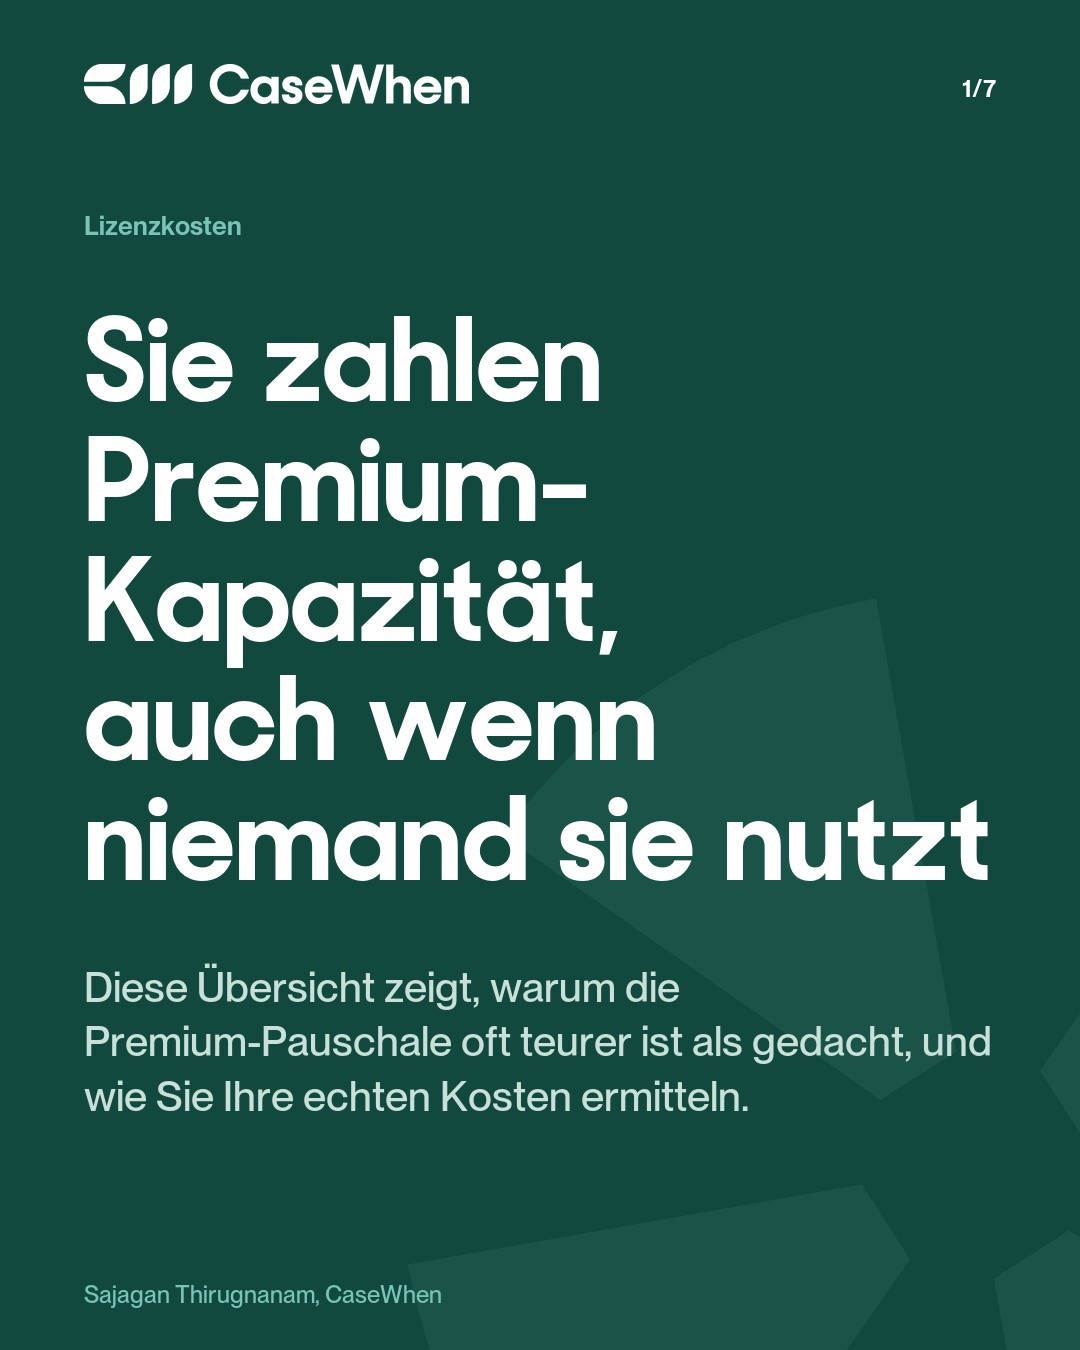 CaseWhen
1/7
Lizenzkosten
Sie zahlen
Premium-
Kapazität,
auch wenn
niemand sie nutzt
Diese Übersicht zeigt, warum die
Premium-Pauschale oft teurer ist als gedacht, und
wie Sie Ihre echten Kosten ermitteln.
Sajagan Thirugnanam, CaseWhen